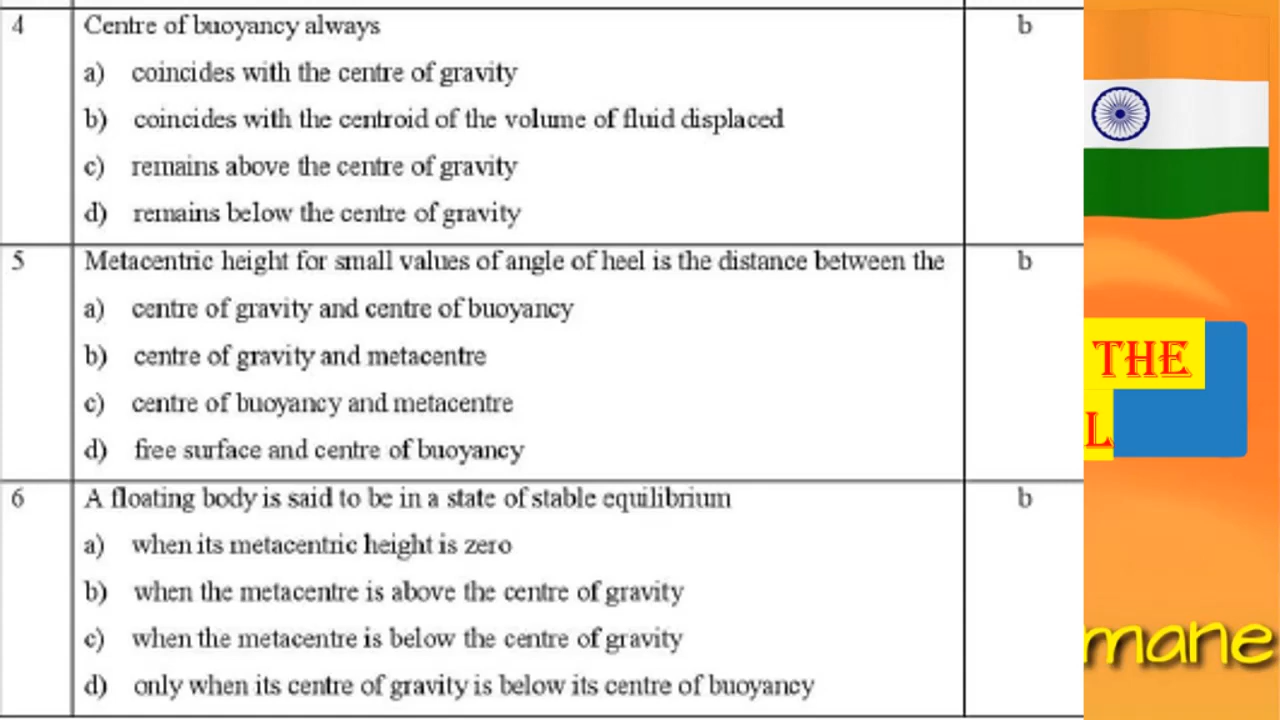 4 Centre of buoyancy always b
a) coincides with the centre of gravity
b) coincides with the centroid of the volume of fluid displaced
c) remains above the centre of gravity
d) remains below the centre of gravity
5 Metacentric height for small values of angle of heel is the distance between the b
a) centre of gravity and centre of buoyancy
b) centre of gravity and metacentre
c) centre of buoyancy and metacentre
d) free surface and centre of buoyancy
6 A floating body is said to be in a state of stable equilibrium b
a) when its metacentric height is zero
b) when the metacentre is above the centre of gravity
c) when the metacentre is below the centre of gravity
d) only when its centre of gravity is below its centre of buoyancy
THE
L
mane